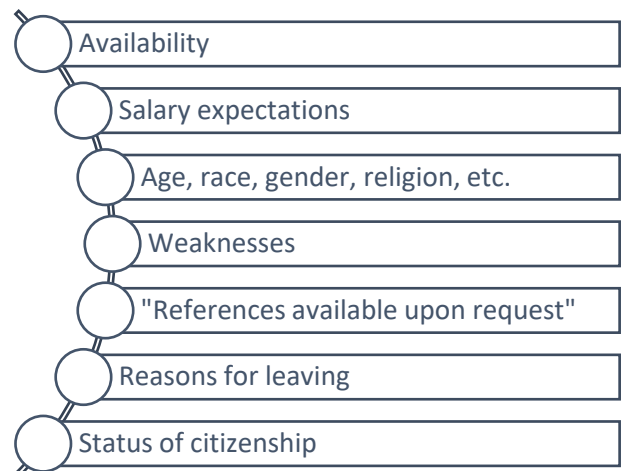 Availability
Salary expectations
Age, race, gender, religion, etc.
Weaknesses
"References available upon request"
Reasons for leaving
Status of citizenship